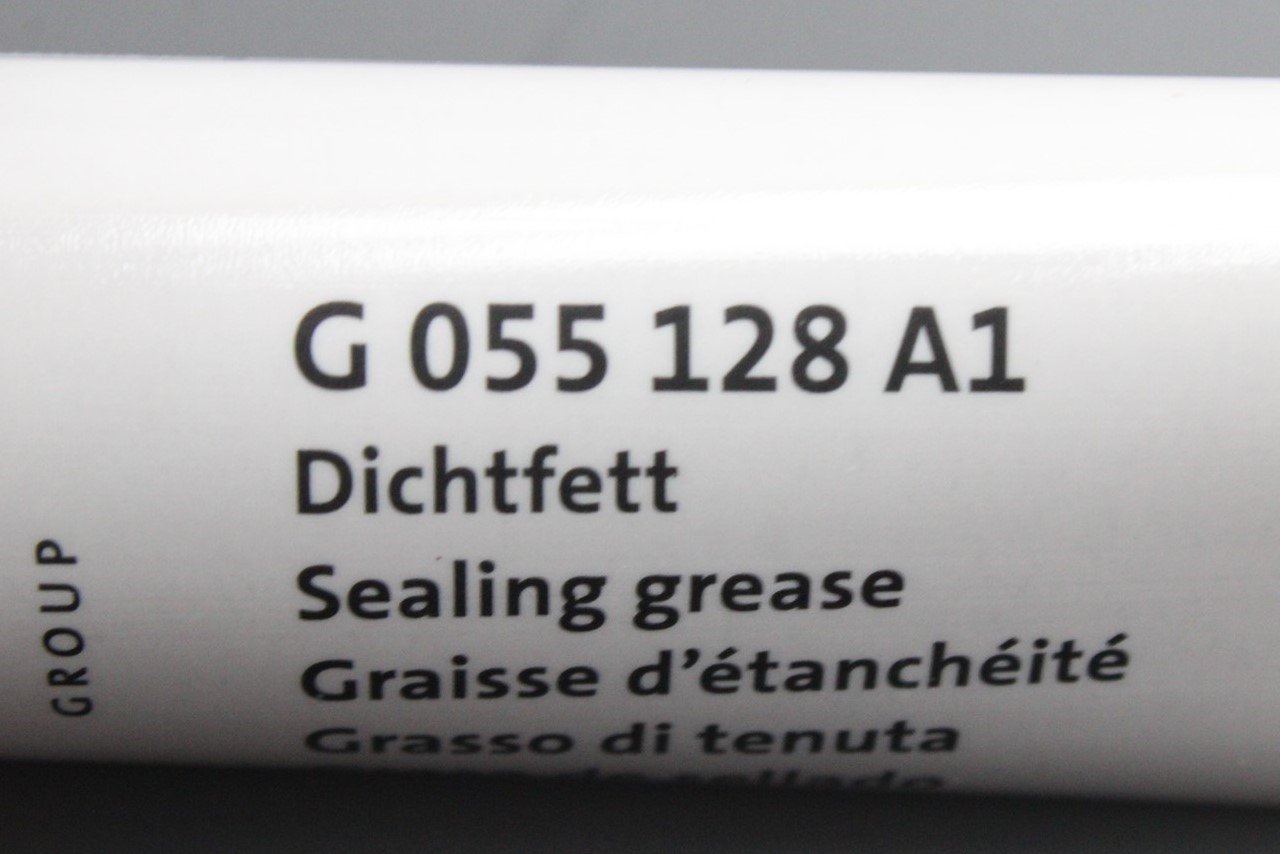 G 055 128 A1
Dichtfett
Sealing grease
Graisse d’étanchéité
Grasso di tenuta
GROUP